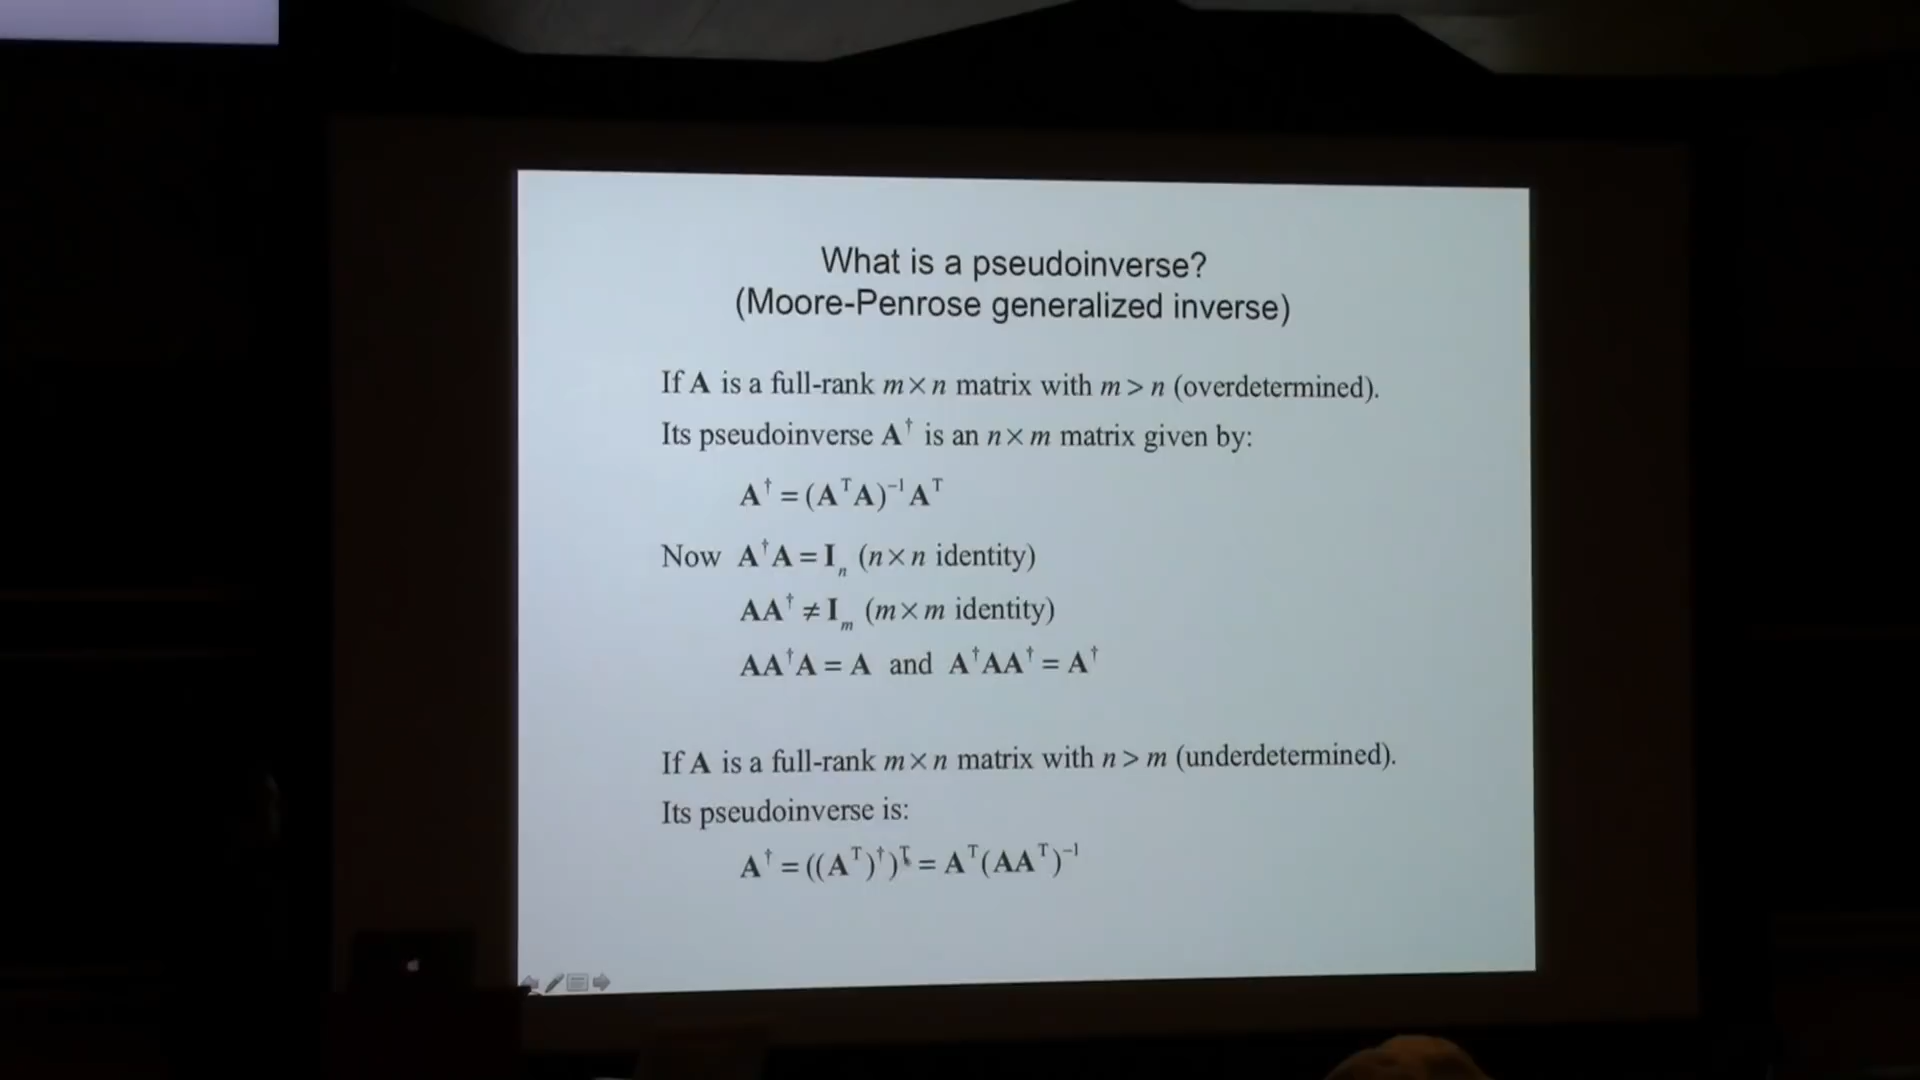 What is a pseudoinverse?
(Moore-Penrose generalized inverse)
If A is a full-rank m×n matrix with m > n (overdetermined).
Its pseudoinverse A† is an n×m matrix given by:
A† = (AᵀA)⁻¹Aᵀ
Now A†A = Iₙ (n×n identity)
AA† ≠ Iₘ (m×m identity)
AA†A = A and A†AA† = A†
If A is a full-rank m×n matrix with n > m (underdetermined).
Its pseudoinverse is:
A† = ((Aᵀ)†)ᵀ = Aᵀ(AAᵀ)⁻¹